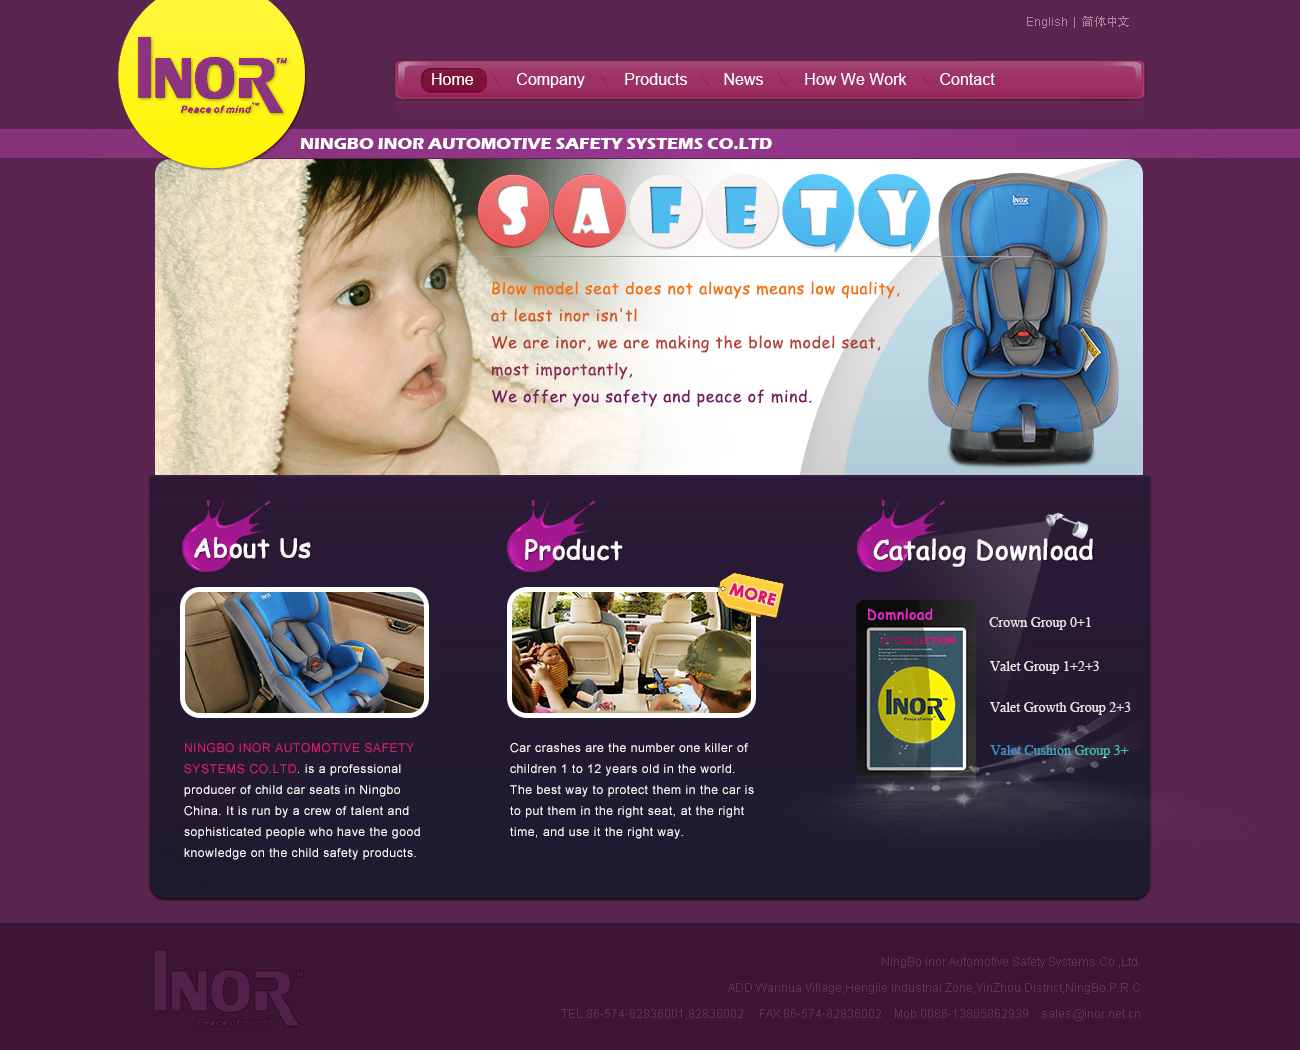 English | 简体中文
INOR™
Peace of mind™
Home Company Products News How We Work Contact
NINGBO INOR AUTOMOTIVE SAFETY SYSTEMS CO.LTD
SAFETY
INOR
Blow model seat does not always means low quality,
at least inor isn'tl
We are inor, we are making the blow model seat,
most importantly,
We offer you safety and peace of mind.
About Us
Product
Catalog Download
MORE
Domnload
COLLECTION
INOR™
Peace of mind™
Crown Group 0+1
Valet Group 1+2+3
Valet Growth Group 2+3
Valet Cushion Group 3+
NINGBO INOR AUTOMOTIVE SAFETY
SYSTEMS CO.LTD. is a professional
producer of child car seats in Ningbo
China. It is run by a crew of talent and
sophisticated people who have the good
knowledge on the child safety products.
Car crashes are the number one killer of
children 1 to 12 years old in the world.
The best way to protect them in the car is
to put them in the right seat, at the right
time, and use it the right way.
INOR™
Peace of mind™
NingBo Inor Automotive Safety Systems Co.,Ltd.
ADD:Wanhua Village,Hengjie Industrial Zone,YinZhou District,NingBo.P.R.C
TEL:86-574-82836001,82836002 FAX:86-574-82836002 Mob:0086-13805862939 sales@inor.net.cn